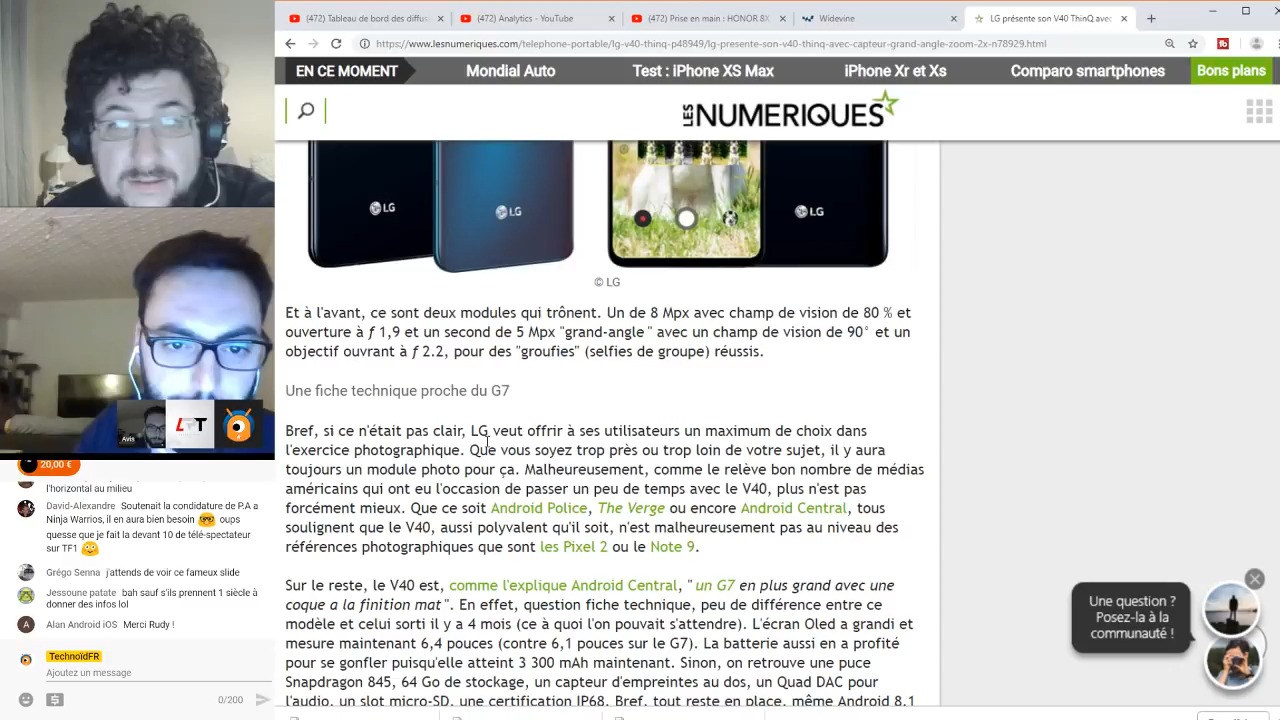 (472) Tableau de bord des diffus
(472) Analytics - YouTube
(472) Prise en main : HONOR 8X
Widevine
LG présente son V40 ThinQ avec
https://www.lesnumeriques.com/telephone-portable/lg-v40-thinq-p48949/lg-presente-son-v40-thinq-avec-capteur-grand-angle-zoom-2x-n78929.html
EN CE MOMENT
Mondial Auto
Test : iPhone XS Max
iPhone Xr et Xs
Comparo smartphones
Bons plans
LES NUMERIQUES
LG
LG
LG
© LG
Et à l'avant, ce sont deux modules qui trônent. Un de 8 Mpx avec champ de vision de 80 % et
ouverture à ƒ 1,9 et un second de 5 Mpx "grand-angle " avec un champ de vision de 90° et un
objectif ouvrant à ƒ 2.2, pour des "groufies" (selfies de groupe) réussis.
Une fiche technique proche du G7
Bref, si ce n'était pas clair, LG veut offrir à ses utilisateurs un maximum de choix dans
l'exercice photographique. Que vous soyez trop près ou trop loin de votre sujet, il y aura
toujours un module photo pour ça. Malheureusement, comme le relève bon nombre de médias
américains qui ont eu l'occasion de passer un peu de temps avec le V40, plus n'est pas
forcément mieux. Que ce soit Android Police, The Verge ou encore Android Central, tous
soulignent que le V40, aussi polyvalent qu'il soit, n'est malheureusement pas au niveau des
références photographiques que sont les Pixel 2 ou le Note 9.
Sur le reste, le V40 est, comme l'explique Android Central, " un G7 en plus grand avec une
coque a la finition mat ". En effet, question fiche technique, peu de différence entre ce
modèle et celui sorti il y a 4 mois (ce à quoi l'on pouvait s'attendre). L'écran Oled a grandi et
mesure maintenant 6,4 pouces (contre 6,1 pouces sur le G7). La batterie aussi en a profité
pour se gonfler puisqu'elle atteint 3 300 mAh maintenant. Sinon, on retrouve une puce
Snapdragon 845, 64 Go de stockage, un capteur d'empreintes au dos, un Quad DAC pour
l'audio, un slot micro-SD, une certification IP68. Bref, tout reste en place, même Android 8.1
Une question ?
Posez-la à la
communauté !
Avis
20,00 €
l'horizontal au milieu
David-Alexandre Soutenait la condidature de P.A a
Ninja Warrios, il en aura bien besoin oups
quesse que je fait la devant 10 de télé-spectateur
sur TF1
Grégo Senna j'attends de voir ce fameux slide
Jessoune patate bah sauf s'ils prennent 1 siècle à
donner des infos lol
A
Alan Android iOS Merci Rudy !
TechnoïdFR
Ajoutez un message
0/200